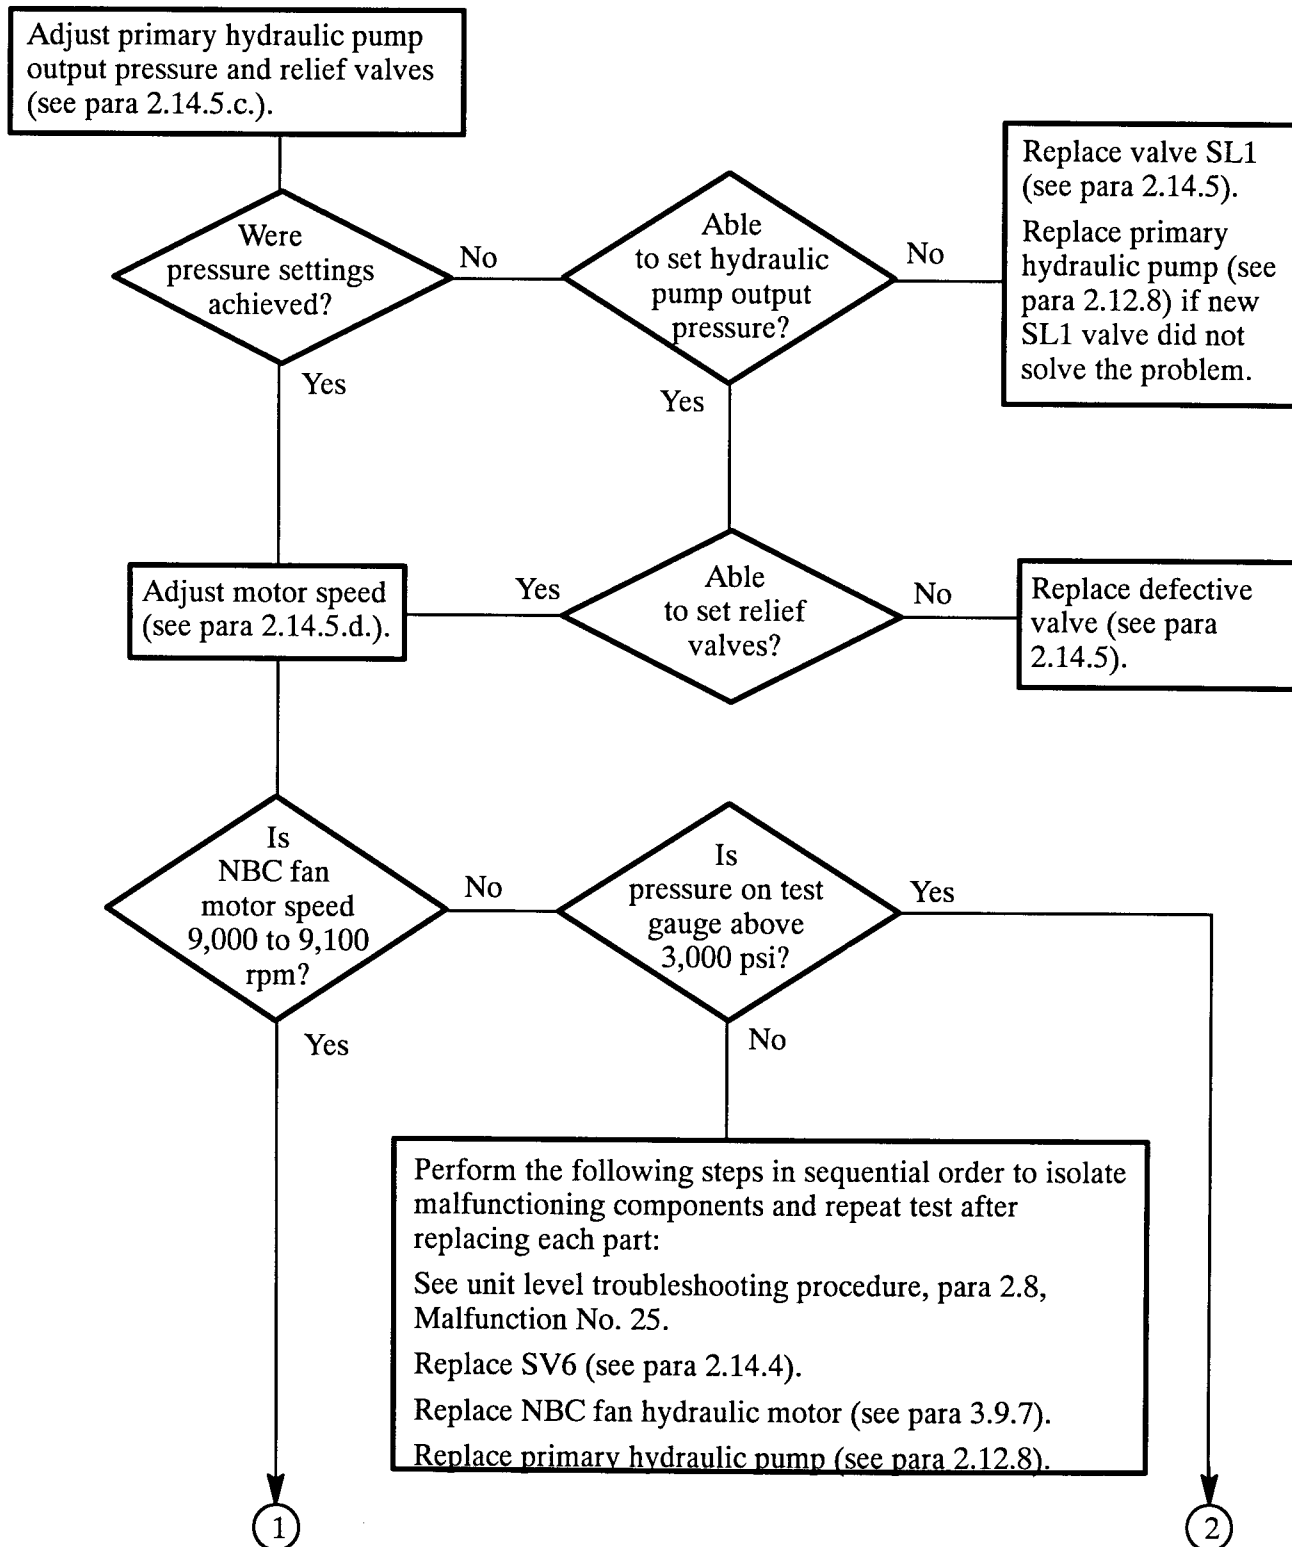 Adjust primary hydraulic pump
output pressure and relief valves
(see para 2.14.5.c.).
Were
pressure settings
achieved?
No
Yes
Able
to set hydraulic
pump output
pressure?
No
Yes
Replace valve SL1
(see para 2.14.5).
Replace primary
hydraulic pump (see
para 2.12.8) if new
SL1 valve did not
solve the problem.
Adjust motor speed
(see para 2.14.5.d.).
Yes
Able
to set relief
valves?
No
Replace defective
valve (see para
2.14.5).
Is
NBC fan
motor speed
9,000 to 9,100
rpm?
No
Yes
Is
pressure on test
gauge above
3,000 psi?
Yes
No
Perform the following steps in sequential order to isolate
malfunctioning components and repeat test after
replacing each part:
See unit level troubleshooting procedure, para 2.8,
Malfunction No. 25.
Replace SV6 (see para 2.14.4).
Replace NBC fan hydraulic motor (see para 3.9.7).
Replace primary hydraulic pump (see para 2.12.8).
1
2